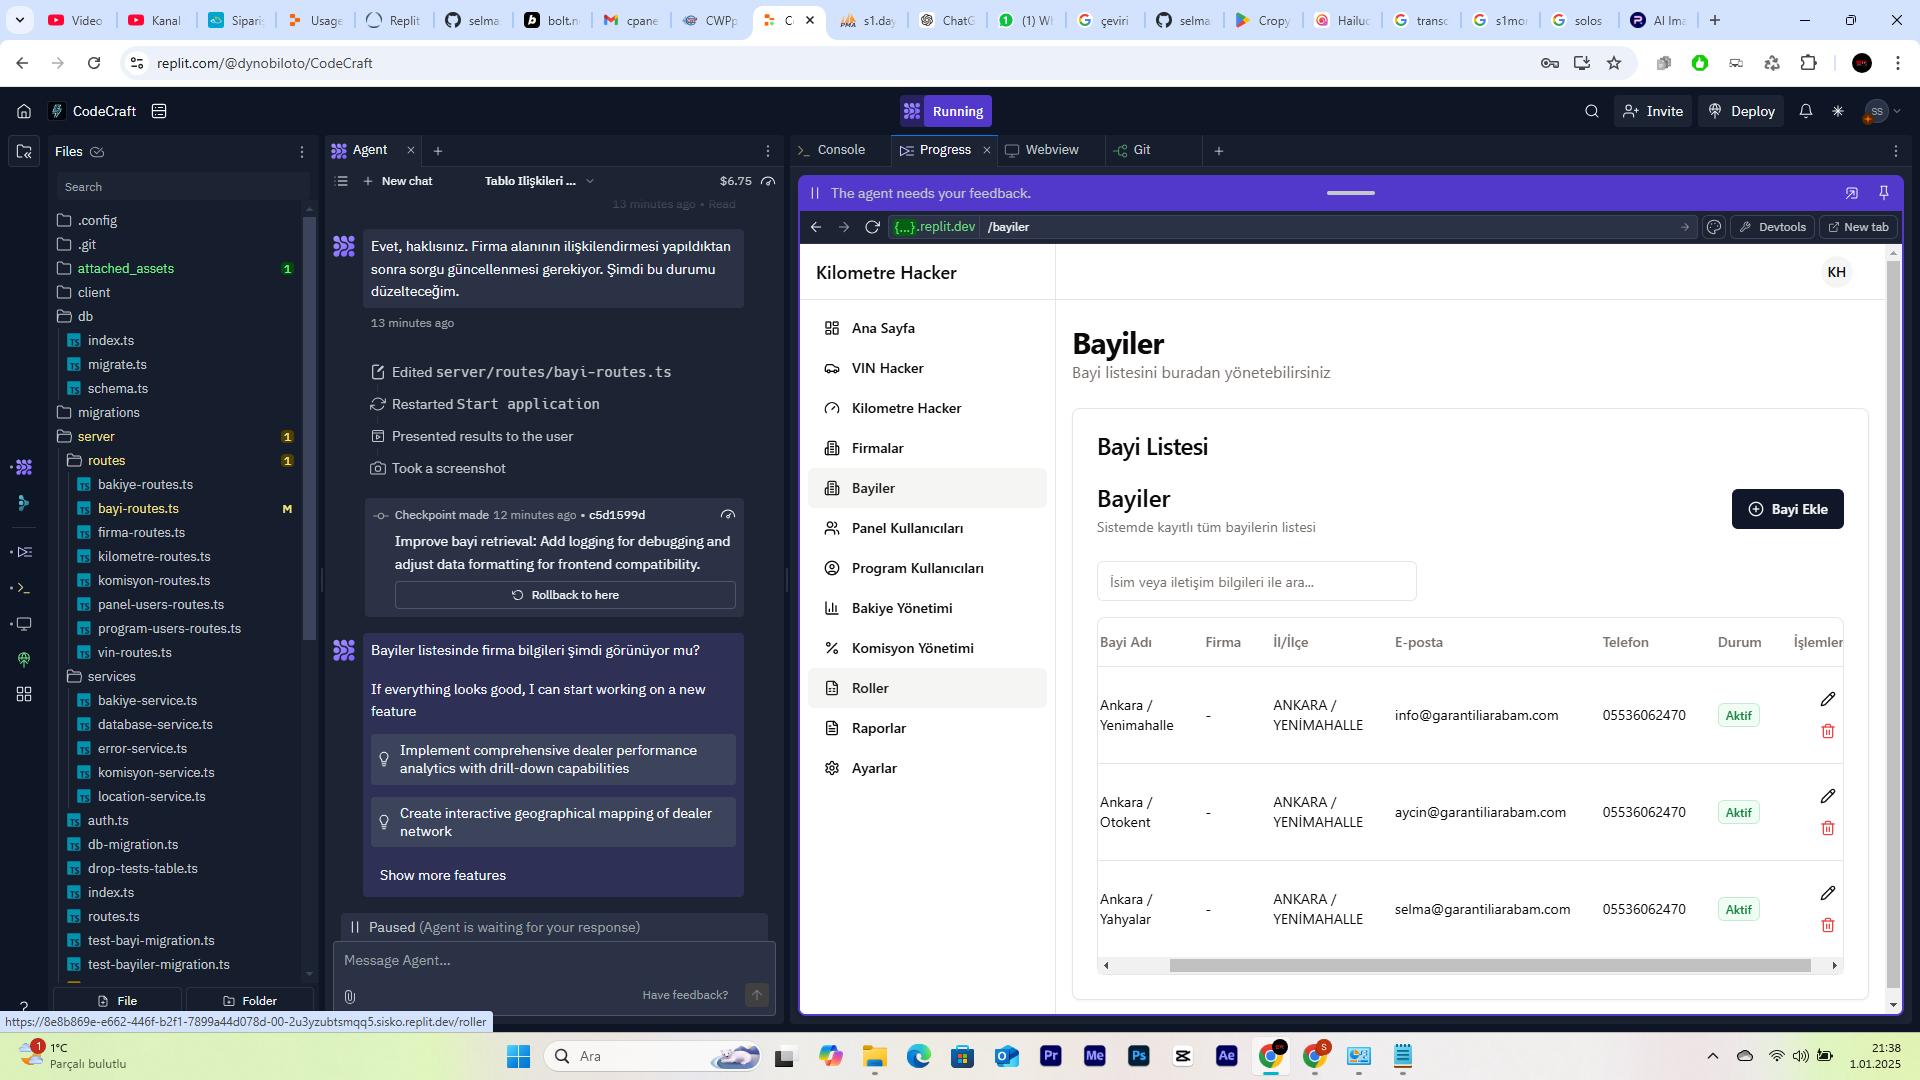 Video
Kanal
Sipari
Usage
Replit
selma
bolt.n
cpane
CWPp
C
s1.day
ChatG
(1) W
çeviri
selma
Cropy
Hailuo
transc
s1mo
solos
AI Ima
replit.com/@dynobiloto/CodeCraft
CodeCraft
Running
Invite
Deploy
SS
Files
Search
.config
.git
attached_assets 1
client
db
index.ts
migrate.ts
schema.ts
migrations
server 1
routes 1
bakiye-routes.ts
bayi-routes.ts M
firma-routes.ts
kilometre-routes.ts
komisyon-routes.ts
panel-users-routes.ts
program-users-routes.ts
vin-routes.ts
services
bakiye-service.ts
database-service.ts
error-service.ts
komisyon-service.ts
location-service.ts
auth.ts
db-migration.ts
drop-tests-table.ts
index.ts
routes.ts
test-bayi-migration.ts
test-bayiler-migration.ts
File
Folder
Agent
New chat
Tablo Ilişkileri ...
$6.75
13 minutes ago • Read
Evet, haklısınız. Firma alanının ilişkilendirmesi yapıldıktan
sonra sorgu güncellenmesi gerekiyor. Şimdi bu durumu
düzelteceğim.
13 minutes ago
Edited server/routes/bayi-routes.ts
Restarted Start application
Presented results to the user
Took a screenshot
Checkpoint made 12 minutes ago • c5d1599d
Improve bayi retrieval: Add logging for debugging and
adjust data formatting for frontend compatibility.
Rollback to here
Bayiler listesinde firma bilgileri şimdi görünüyor mu?
If everything looks good, I can start working on a new
feature
Implement comprehensive dealer performance
analytics with drill-down capabilities
Create interactive geographical mapping of dealer
network
Show more features
Paused (Agent is waiting for your response)
Message Agent...
Have feedback?
Console
Progress
Webview
Git
The agent needs your feedback.
{...}.replit.dev /bayiler
Devtools
New tab
Kilometre Hacker
KH
Ana Sayfa
VIN Hacker
Kilometre Hacker
Firmalar
Bayiler
Panel Kullanıcıları
Program Kullanıcıları
Bakiye Yönetimi
Komisyon Yönetimi
Roller
Raporlar
Ayarlar
Bayiler
Bayi listesini buradan yönetebilirsiniz
Bayi Listesi
Bayiler
Sistemde kayıtlı tüm bayilerin listesi
Bayi Ekle
İsim veya iletişim bilgileri ile ara...
Bayi Adı Firma İl/İlçe E-posta Telefon Durum İşlemler
Ankara / Yenimahalle - ANKARA / YENİMAHALLE info@garantiliarabam.com 05536062470 Aktif
Ankara / Otokent - ANKARA / YENİMAHALLE aycin@garantiliarabam.com 05536062470 Aktif
Ankara / Yahyalar - ANKARA / YENİMAHALLE selma@garantiliarabam.com 05536062470 Aktif
https://8e8b869e-e662-446f-b2f1-7899a44d078d-00-2u3yzubtsmqq5.sisko.replit.dev/roller
1
1°C
Parçalı bulutlu
Ara
Pr
Me
Ps
Ae
21:38
1.01.2025